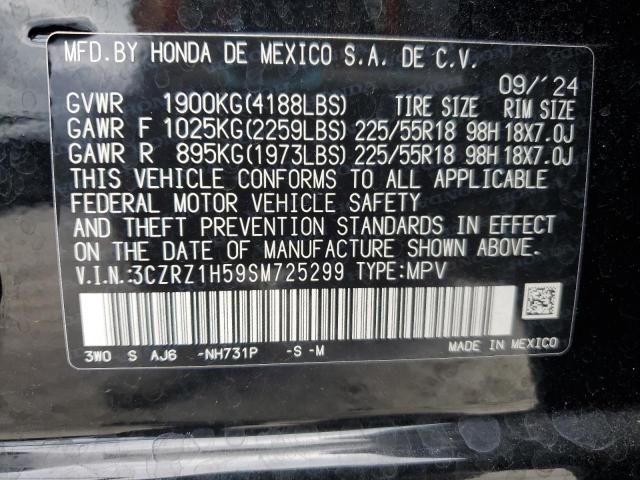 MFD.BY HONDA DE MEXICO S.A. DE C.V.
09/'24
GVWR 1900KG(4188LBS) TIRE SIZE RIM SIZE
GAWR F 1025KG(2259LBS) 225/55R18 98H 18X7.0J
GAWR R 895KG(1973LBS) 225/55R18 98H 18X7.0J
THIS VEHICLE CONFORMS TO ALL APPLICABLE
FEDERAL MOTOR VEHICLE SAFETY
AND THEFT PREVENTION STANDARDS IN EFFECT
ON THE DATE OF MANUFACTURE SHOWN ABOVE.
V.I.N.:3CZRZ1H59SM725299 TYPE:MPV
3W0 S AJ6 -NH731P -S -M MADE IN MEXICO